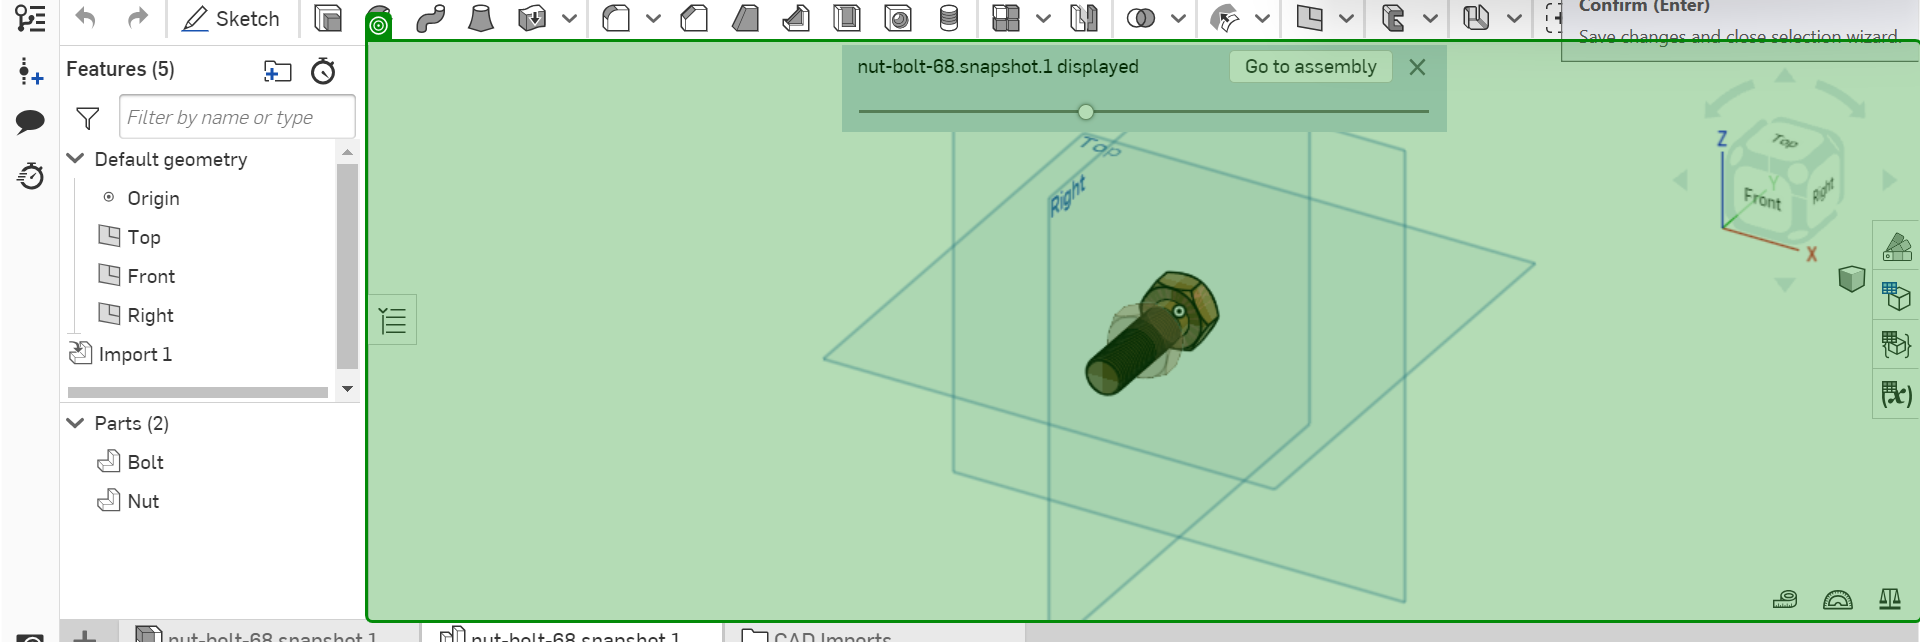 Sketch
Confirm (Enter)
Save changes and close selection wizard.
Features (5)
Filter by name or type
Default geometry
Origin
Top
Front
Right
Import 1
Parts (2)
Bolt
Nut
nut-bolt-68.snapshot.1 displayed
Go to assembly
Top
Right
Z
Top
Y
Front
Right
X
(x)
nut-bolt-68.snapshot.1
nut-bolt-68.snapshot.1
CAD Imports